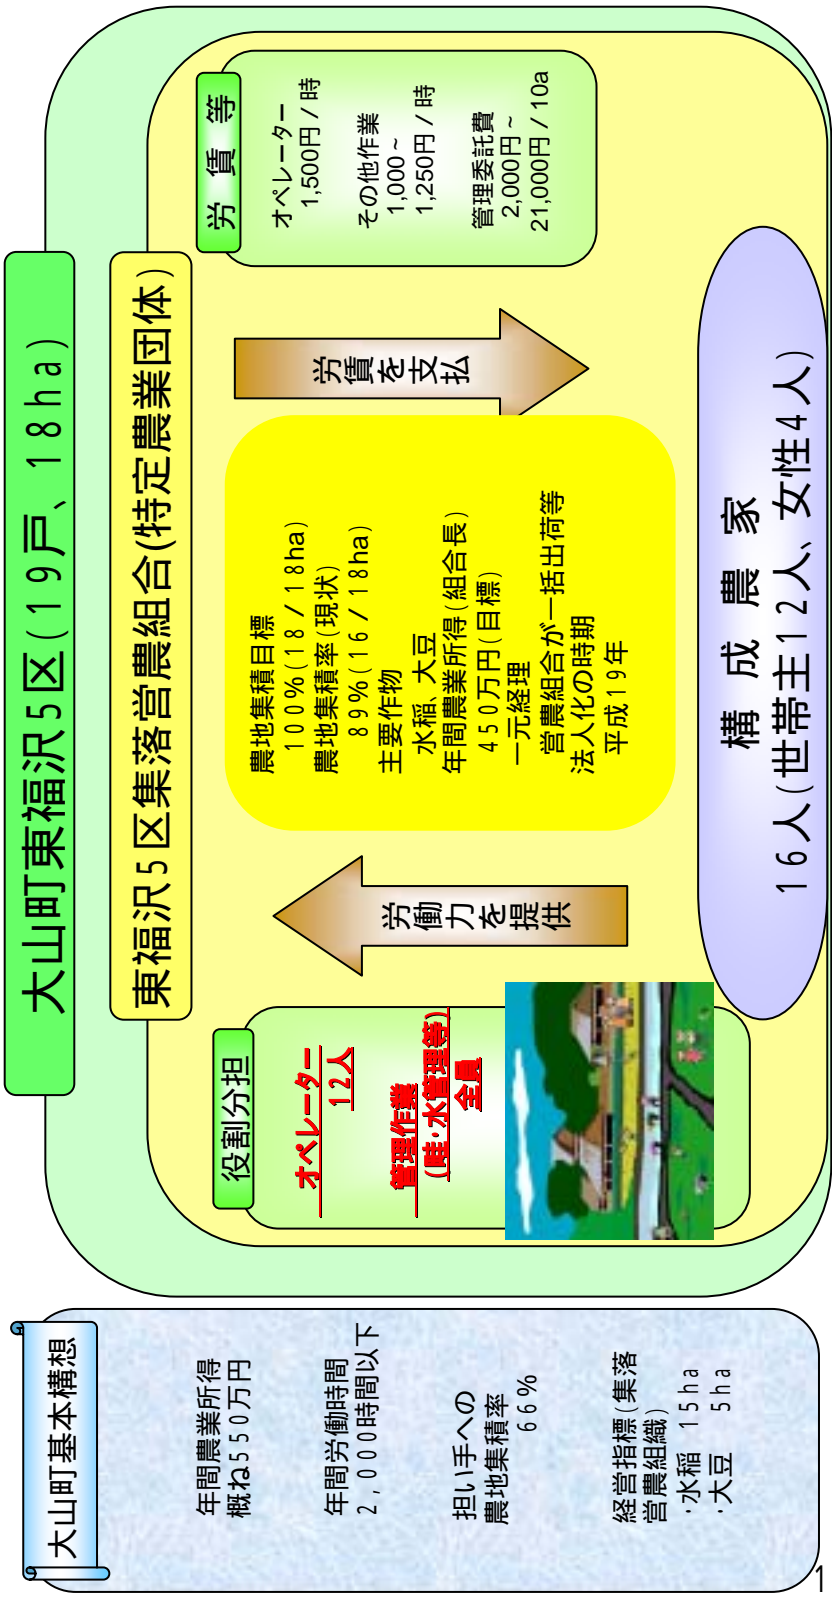 大山町基本構想
年間農業所得
概ね550万円
年間労働時間
2,000時間以下
担い手への
農地集積率
66%
経営指標(集落
営農組織)
・水稲 15ha
・大豆 5ha
大山町東福沢5区(19戸、18ha)
東福沢5区集落営農組合(特定農業団体)
役割分担
オペレーター
12人
管理作業
(畦・水管理等)
全員
労働力を提供
農地集積目標
100%(18/18ha)
農地集積率(現状)
89%(16/18ha)
主要作物
水稲、大豆
年間農業所得(組合長)
450万円(目標)
一元経理
営農組合が一括出荷等
法人化の時期
平成19年
労賃を支払
労賃等
オペレーター
1,500円/時
その他作業
1,000~
1,250円/時
管理委託費
2,000円~
21,000円/10a
構成農家
16人(世帯主12人、女性4人)
1